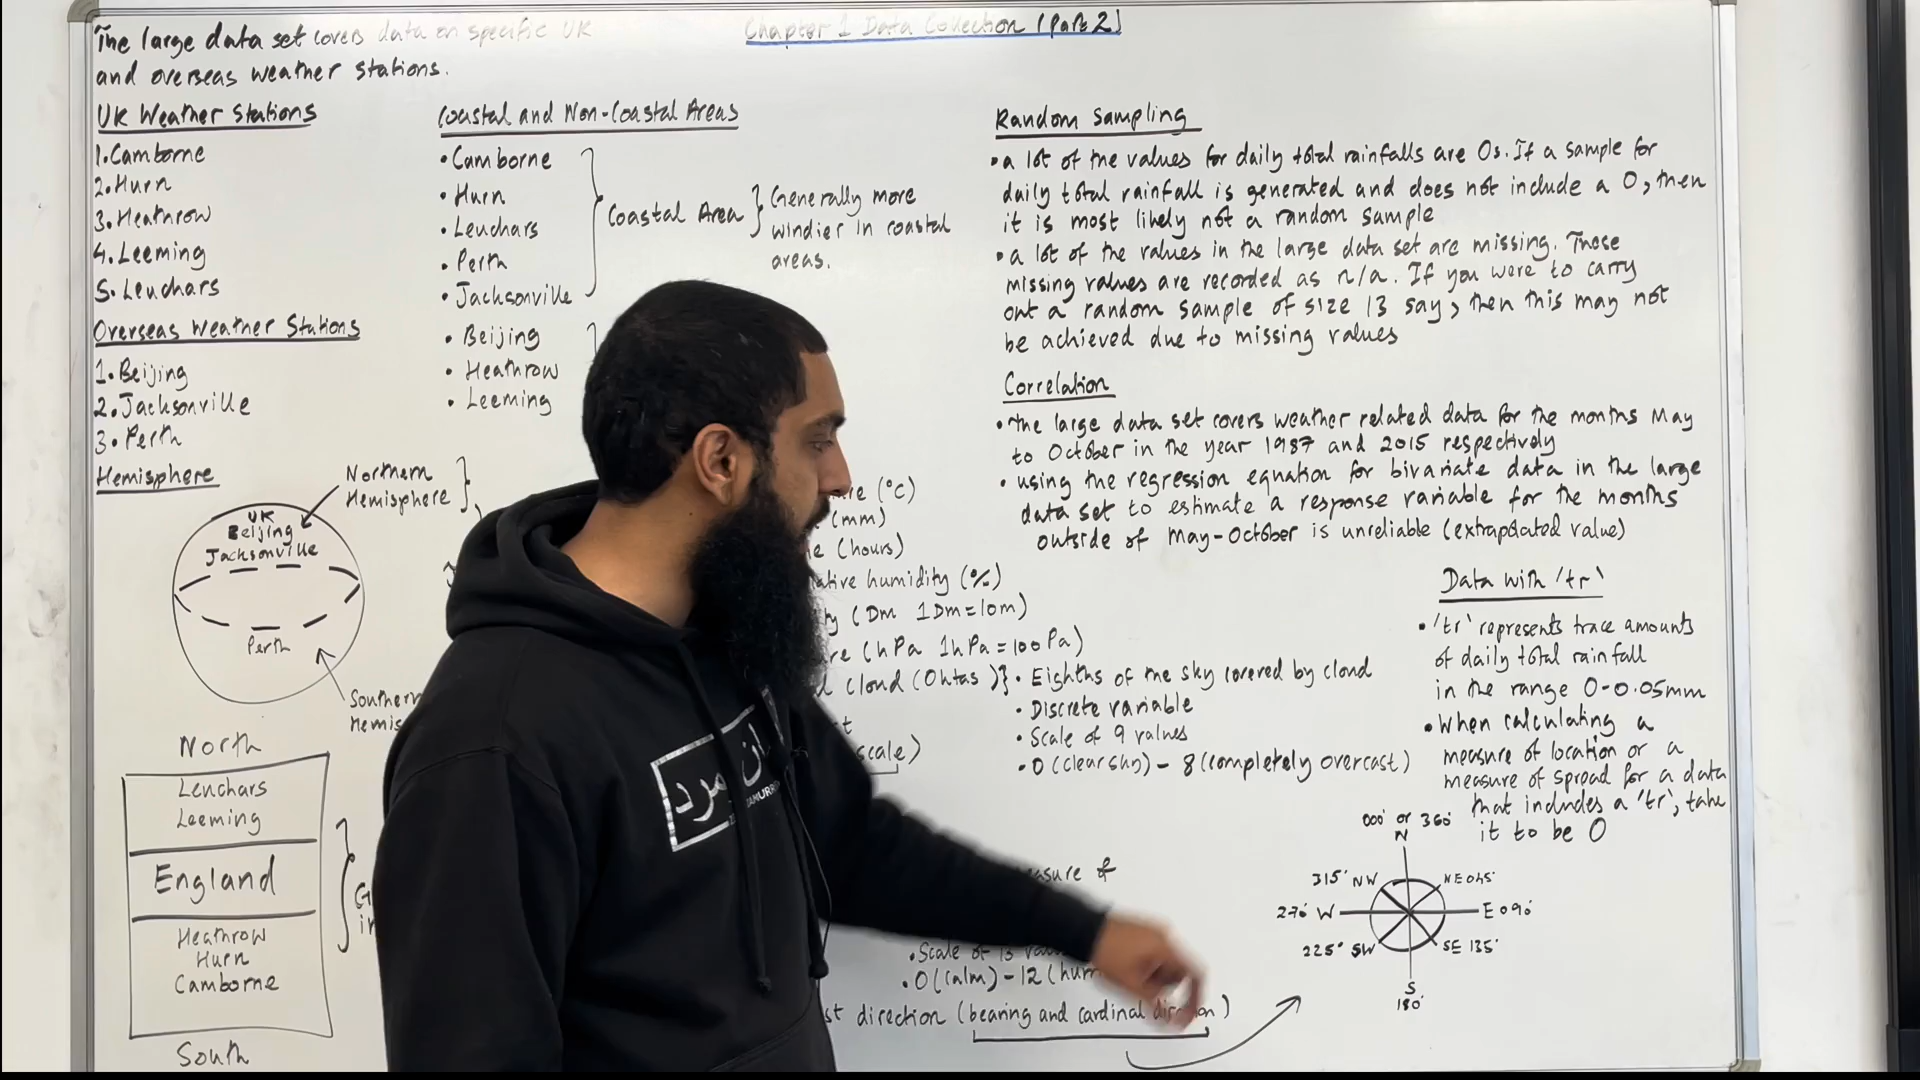 The large data set covers data on specific UK
and overseas weather stations.
Chapter 1 Data Collection (Part 2)
UK Weather Stations
1. Camborne
2. Hurn
3. Heathrow
4. Leeming
5. Leuchars
Overseas Weather Stations
1. Beijing
2. Jacksonville
3. Perth
Hemisphere
Northern
Hemisphere
UK
Beijing
Jacksonville
Perth
Southern
Hemis
North
Leuchars
Leeming
England
Heathrow
Hurn
Camborne
South
Coastal and Non-Coastal Areas
• Camborne
• Hurn
• Leuchars
• Perth
• Jacksonville
Coastal Area
Generally more
windier in coastal
areas.
• Beijing
• Heathrow
• Leeming
re (°c)
(mm)
e (hours)
ative humidity (%)
ty (Dm 1Dm=10m)
re (hPa 1hPa=100Pa)
l cloud (Oktas)
• Eighths of the sky covered by cloud
• Discrete variable
• Scale of 9 values
• 0 (clear sky) - 8 (completely overcast)
st
scale)
easure of
• Scale of 13 val
• 0 (calm) - 12 (hurr
st direction (bearing and cardinal dir on)
Random Sampling
• a lot of the values for daily total rainfalls are 0s. If a sample for
daily total rainfall is generated and does not include a 0, then
it is most likely not a random sample
• a lot of the values in the large data set are missing. These
missing values are recorded as n/a. If you were to carry
out a random sample of size 13 say, then this may not
be achieved due to missing values
Correlation
• the large data set covers weather related data for the months May
to October in the year 1987 and 2015 respectively
• using the regression equation for bivariate data in the large
data set to estimate a response variable for the months
outside of May-October is unreliable (extrapolated value)
Data with 'tr'
• 'tr' represents trace amounts
of daily total rainfall
in the range 0-0.05mm
• When calculating a
measure of location or a
measure of spread for a data
that includes a 'tr', take
it to be 0
000° or 360°
N
315° NW
NE 045°
270° W
E 090°
225° SW
SE 135°
S
180°